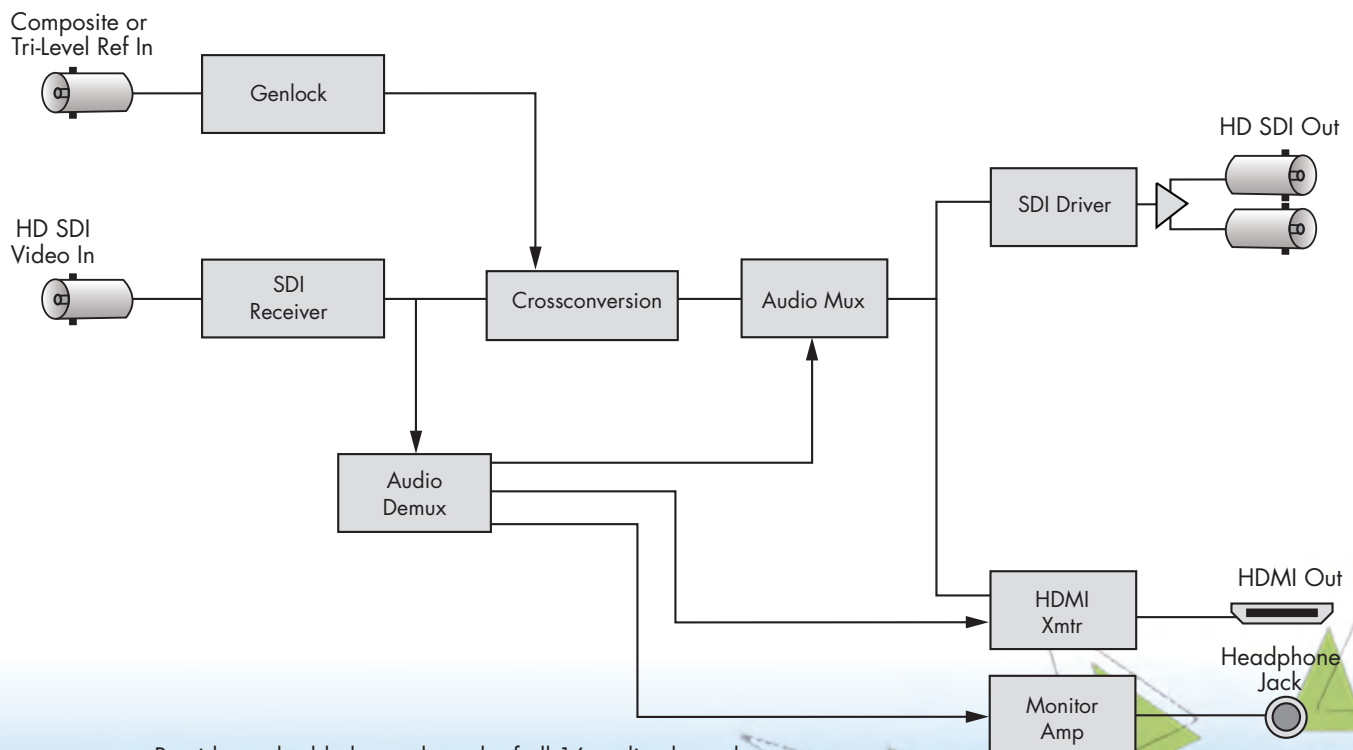 Composite or
Tri-Level Ref In
Genlock
HD SDI Out
SDI Driver
HD SDI
Video In
SDI
Receiver
Crossconversion
Audio Mux
Audio
Demux
HDMI
Xmtr
HDMI Out
Headphone
Jack
Monitor
Amp